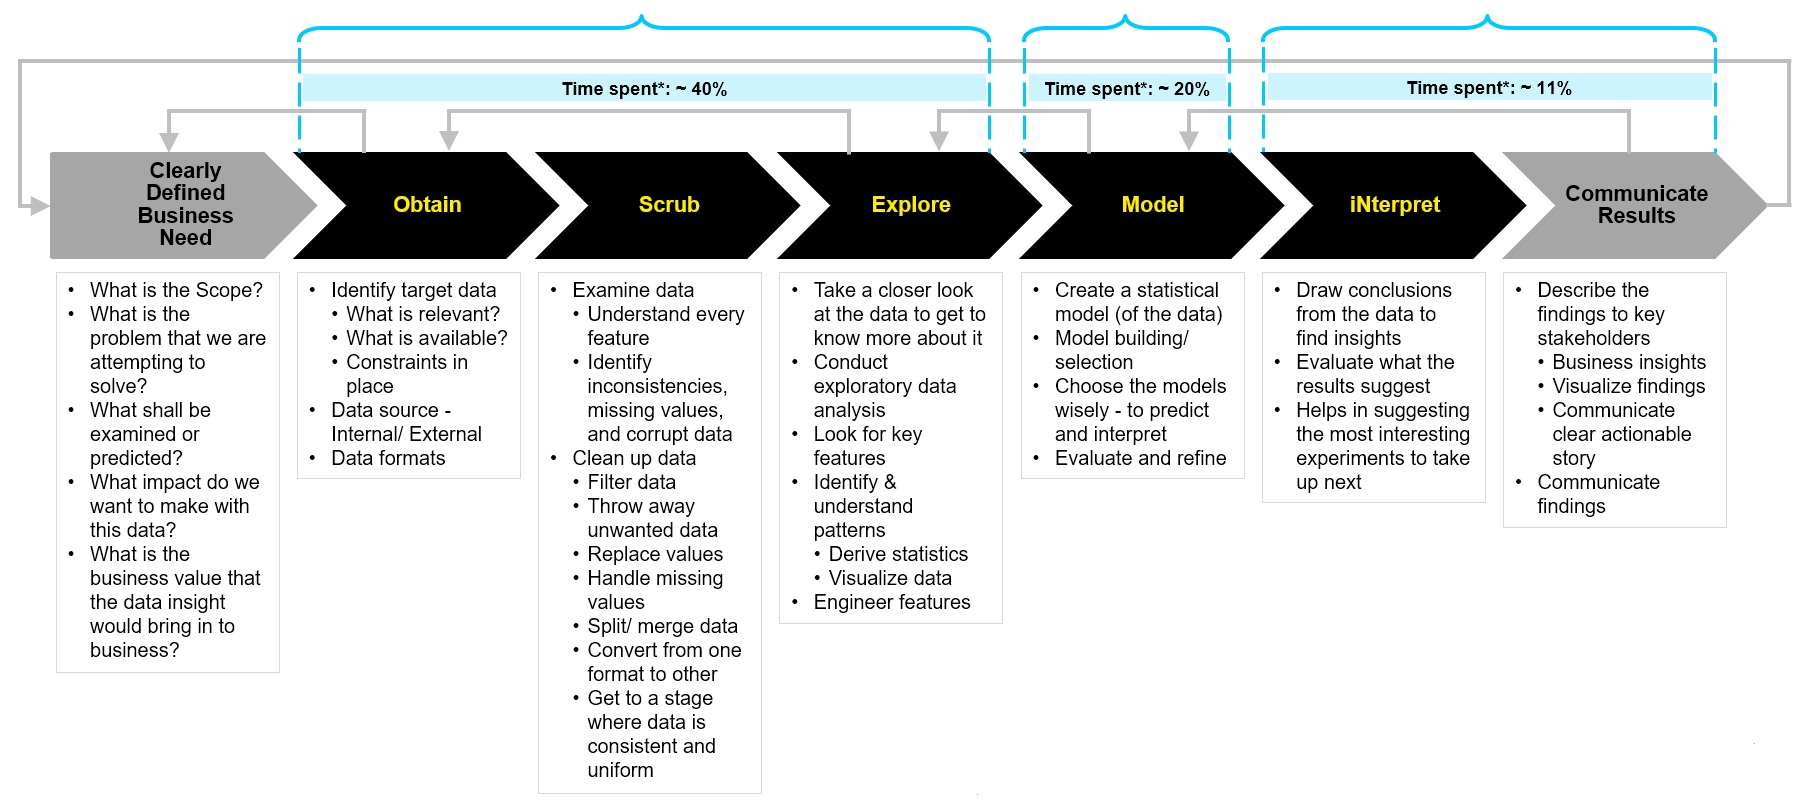 Time spent*: ~ 40%
Time spent*: ~ 20%
Time spent*: ~ 11%
Clearly
Defined
Business
Need
Obtain
Scrub
Explore
Model
iNterpret
Communicate
Results
• What is the Scope?
• What is the
problem that we are
attempting to
solve?
• What shall be
examined or
predicted?
• What impact do we
want to make with
this data?
• What is the
business value that
the data insight
would bring in to
business?
• Identify target data
• What is relevant?
• What is available?
• Constraints in
place
• Data source -
Internal/ External
• Data formats
• Examine data
• Understand every
feature
• Identify
inconsistencies,
missing values,
and corrupt data
• Clean up data
• Filter data
• Throw away
unwanted data
• Replace values
• Handle missing
values
• Split/ merge data
• Convert from one
format to other
• Get to a stage
where data is
consistent and
uniform
• Take a closer look
at the data to get to
know more about it
• Conduct
exploratory data
analysis
• Look for key
features
• Identify &
understand
patterns
• Derive statistics
• Visualize data
• Engineer features
• Create a statistical
model (of the data)
• Model building/
selection
• Choose the models
wisely - to predict
and interpret
• Evaluate and refine
• Draw conclusions
from the data to
find insights
• Evaluate what the
results suggest
• Helps in suggesting
the most interesting
experiments to take
up next
• Describe the
findings to key
stakeholders
• Business insights
• Visualize findings
• Communicate
clear actionable
story
• Communicate
findings